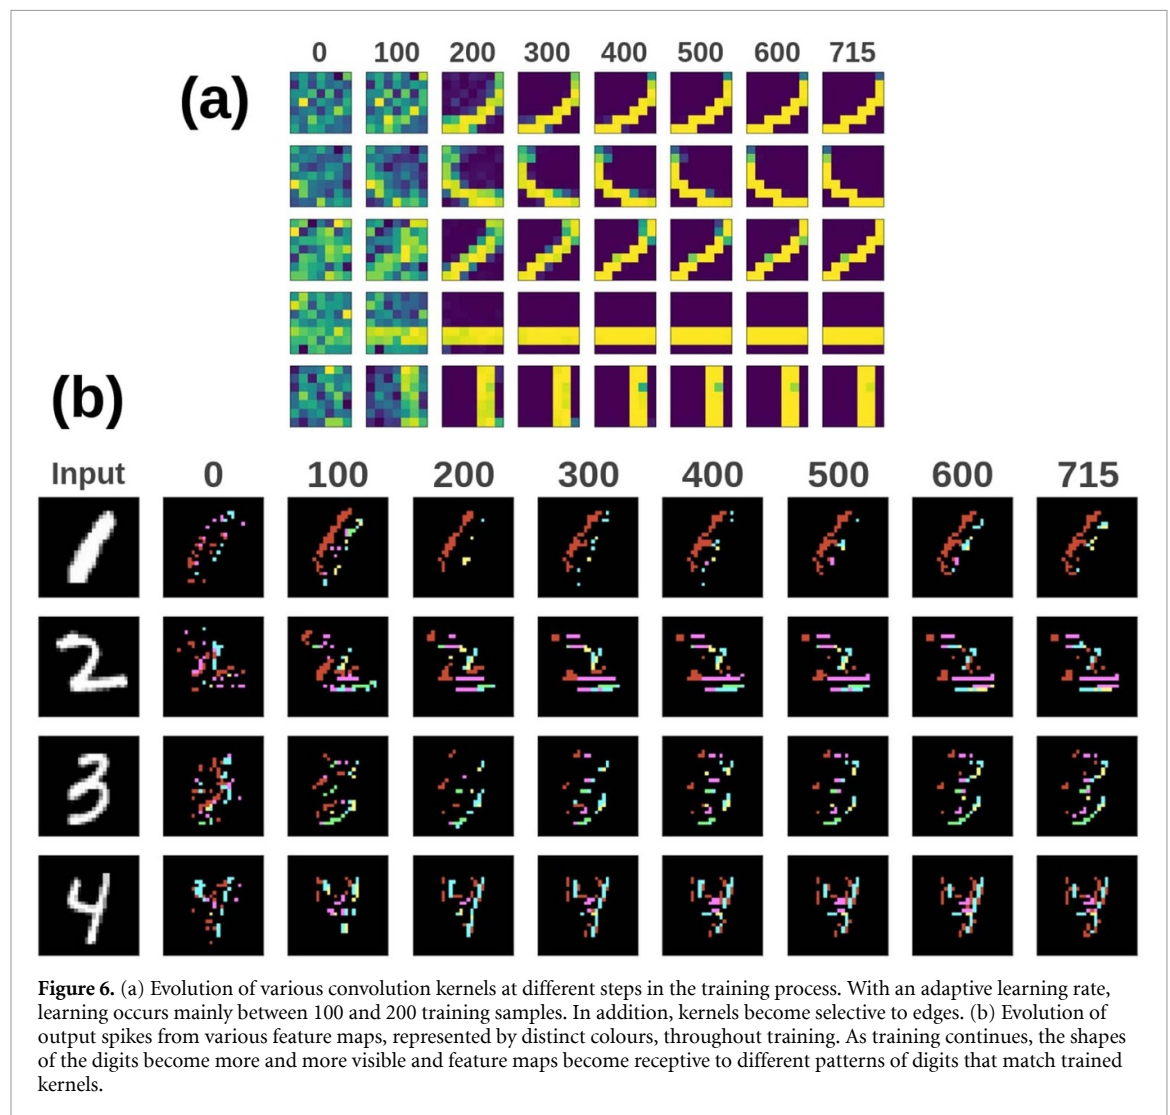 (a)
0 100 200 300 400 500 600 715
(b)
Input 0 100 200 300 400 500 600 715
Figure 6. (a) Evolution of various convolution kernels at different steps in the training process. With an adaptive learning rate,
learning occurs mainly between 100 and 200 training samples. In addition, kernels become selective to edges. (b) Evolution of
output spikes from various feature maps, represented by distinct colours, throughout training. As training continues, the shapes
of the digits become more and more visible and feature maps become receptive to different patterns of digits that match trained
kernels.
1
2
3
4